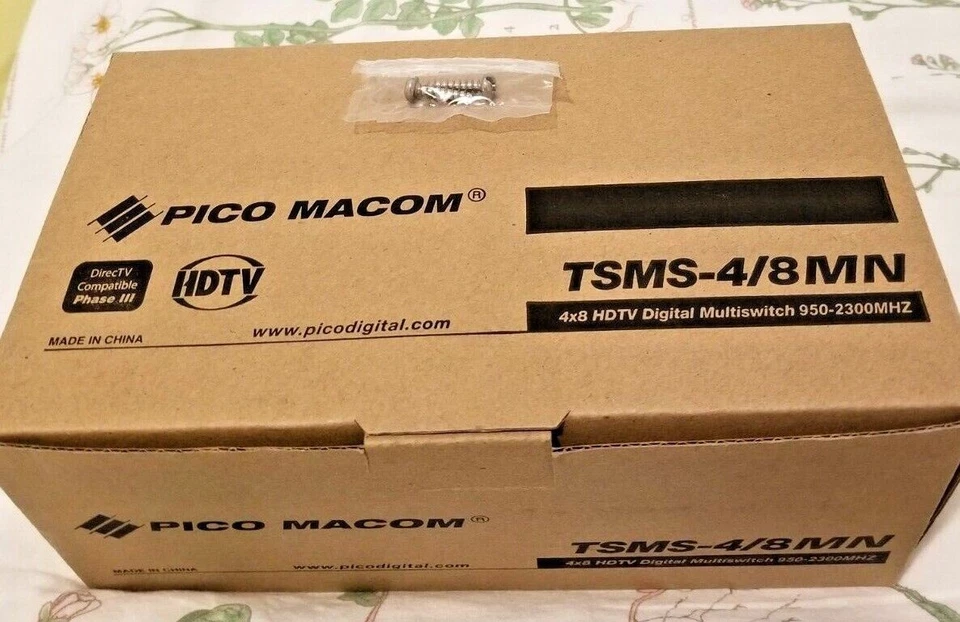 PICO MACOM®
DirecTV
Compatible
Phase III
HDTV
TSMS-4/8MN
4x8 HDTV Digital Multiswitch 950-2300MHZ
MADE IN CHINA
www.picodigital.com
PICO MACOM®
TSMS-4/8MN
4x8 HDTV Digital Multiswitch 950-2300MHZ
MADE IN CHINA
www.picodigital.com